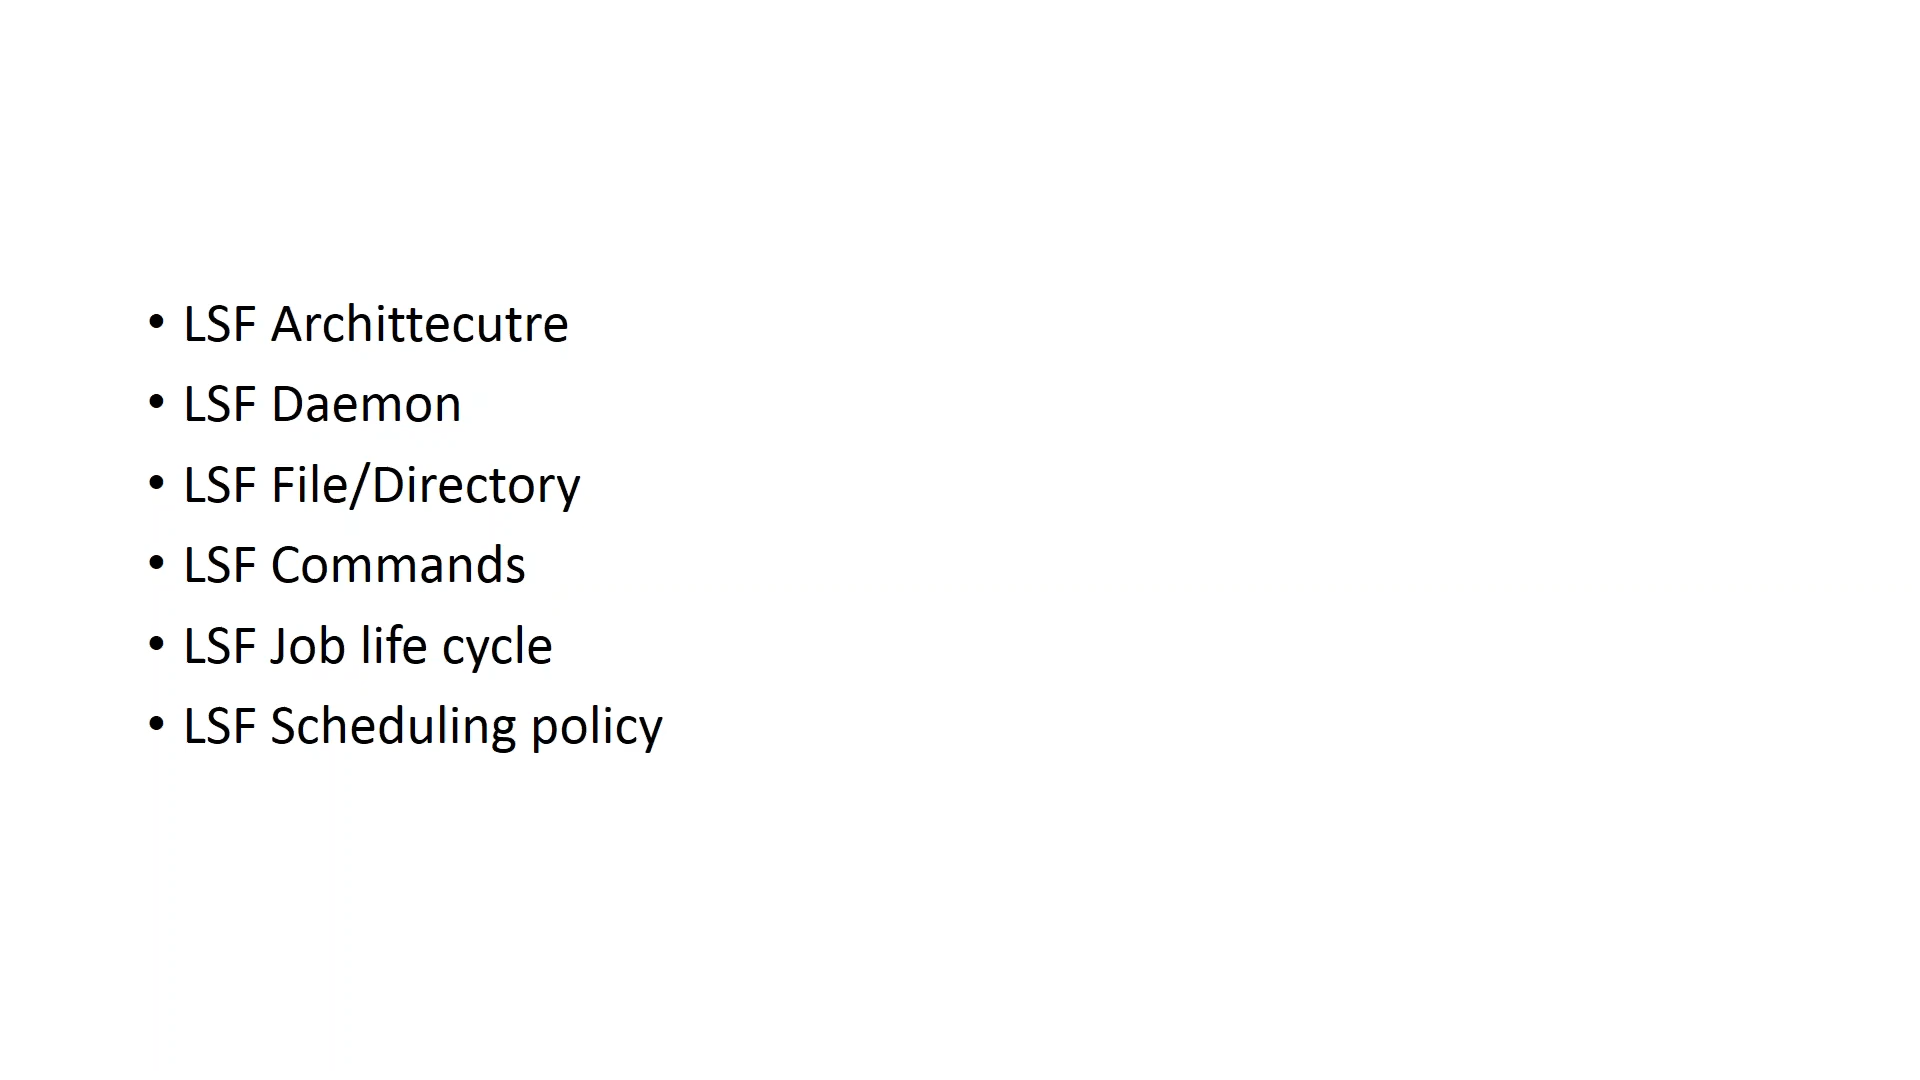 • LSF Archittecutre
• LSF Daemon
• LSF File/Directory
• LSF Commands
• LSF Job life cycle
• LSF Scheduling policy